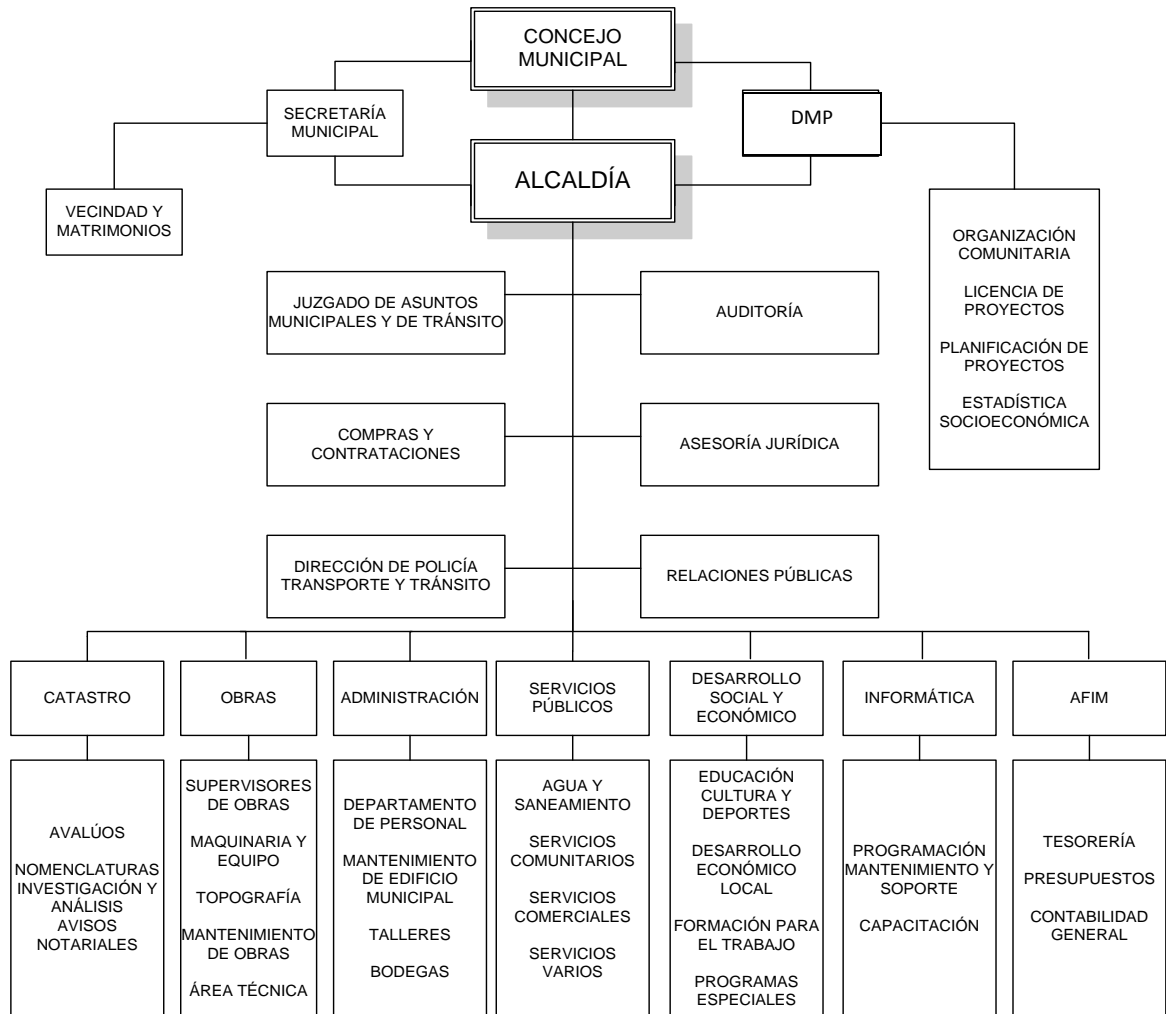 CONCEJO
MUNICIPAL
SECRETARÍA
MUNICIPAL
DMP
ALCALDÍA
VECINDAD Y
MATRIMONIOS
ORGANIZACIÓN
COMUNITARIA
LICENCIA DE
PROYECTOS
PLANIFICACIÓN DE
PROYECTOS
ESTADÍSTICA
SOCIOECONÓMICA
JUZGADO DE ASUNTOS
MUNICIPALES Y DE TRÁNSITO
AUDITORÍA
COMPRAS Y
CONTRATACIONES
ASESORÍA JURÍDICA
DIRECCIÓN DE POLICÍA
TRANSPORTE Y TRÁNSITO
RELACIONES PÚBLICAS
CATASTRO
OBRAS
ADMINISTRACIÓN
SERVICIOS
PÚBLICOS
DESARROLLO
SOCIAL Y
ECONÓMICO
INFORMÁTICA
AFIM
AVALÚOS
NOMENCLATURAS
INVESTIGACIÓN Y
ANÁLISIS
AVISOS
NOTARIALES
SUPERVISORES
DE OBRAS
MAQUINARIA Y
EQUIPO
TOPOGRAFÍA
MANTENIMIENTO
DE OBRAS
ÁREA TÉCNICA
DEPARTAMENTO
DE PERSONAL
MANTENIMIENTO
DE EDIFICIO
MUNICIPAL
TALLERES
BODEGAS
AGUA Y
SANEAMIENTO
SERVICIOS
COMUNITARIOS
SERVICIOS
COMERCIALES
SERVICIOS
VARIOS
EDUCACIÓN
CULTURA Y
DEPORTES
DESARROLLO
ECONÓMICO
LOCAL
FORMACIÓN PARA
EL TRABAJO
PROGRAMAS
ESPECIALES
PROGRAMACIÓN
MANTENIMIENTO Y
SOPORTE
CAPACITACIÓN
TESORERÍA
PRESUPUESTOS
CONTABILIDAD
GENERAL